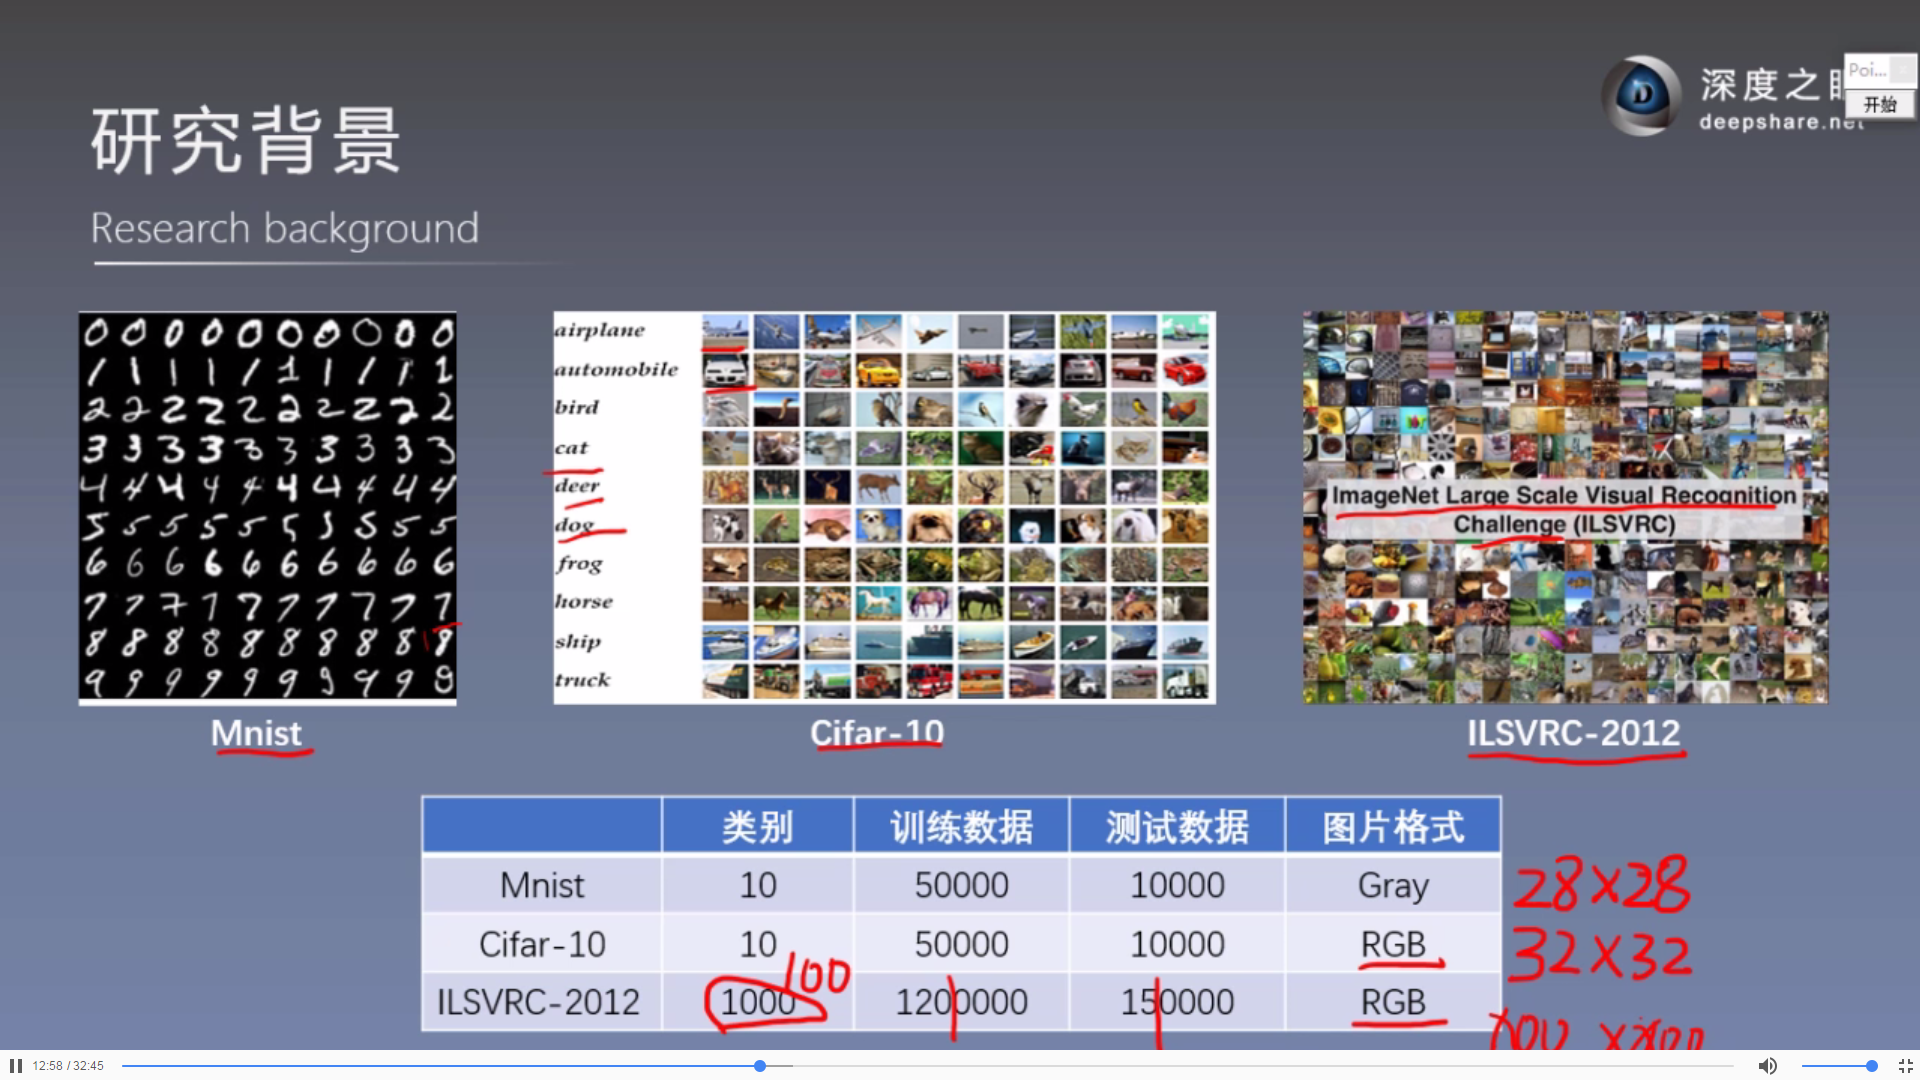 研究背景
Research background
深度之
deepshare.net
Poi...
开始
0 0 0 0 0 0 0 0 0 0
1 1 1 1 1 1 1 1 1 1
2 2 2 2 2 2 2 2 2 2
3 3 3 3 3 3 3 3 3 3
4 4 4 4 4 4 4 4 4 4
5 5 5 5 5 5 5 5 5 5
6 6 6 6 6 6 6 6 6 6
7 7 7 7 7 7 7 7 7 7
8 8 8 8 8 8 8 8 8 8
9 9 9 9 9 9 9 9 9 9
Mnist
airplane
automobile
bird
cat
deer
dog
frog
horse
ship
truck
Cifar-10
ImageNet Large Scale Visual Recognition
Challenge (ILSVRC)
ILSVRC-2012
类别 训练数据 测试数据 图片格式
Mnist 10 50000 10000 Gray 28×28
Cifar-10 10 50000 10000 RGB 32×32
100
ILSVRC-2012 1000 1200000 150000 RGB
12:58 / 32:45